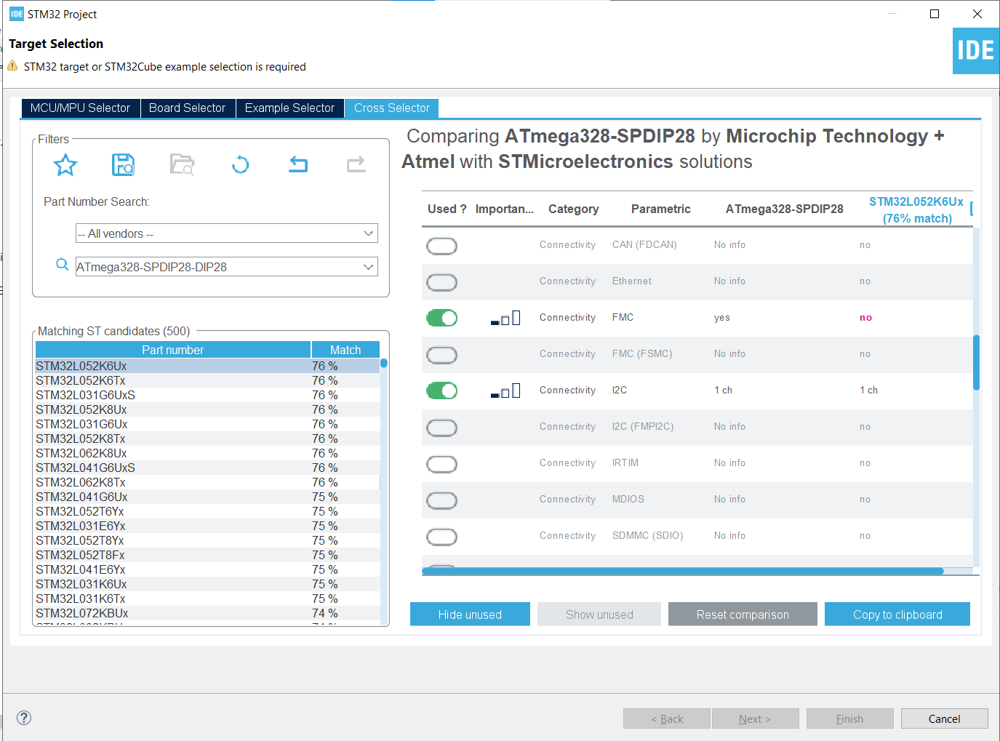 IDE STM32 Project
Target Selection
STM32 target or STM32Cube example selection is required
IDE
MCU/MPU Selector Board Selector Example Selector Cross Selector
Filters
Part Number Search:
-- All vendors --
ATmega328-SPDIP28-DIP28
Matching ST candidates (500)
Part number Match
STM32L052K6Ux 76 %
STM32L052K6Tx 76 %
STM32L031G6UxS 76 %
STM32L052K8Ux 76 %
STM32L031G6Ux 76 %
STM32L052K8Tx 76 %
STM32L062K8Ux 76 %
STM32L041G6UxS 76 %
STM32L062K8Tx 76 %
STM32L041G6Ux 75 %
STM32L052T6Yx 75 %
STM32L031E6Yx 75 %
STM32L052T8Yx 75 %
STM32L052T8Fx 75 %
STM32L041E6Yx 75 %
STM32L031K6Ux 75 %
STM32L031K6Tx 75 %
STM32L072KBUx 74 %
Comparing ATmega328-SPDIP28 by Microchip Technology +
Atmel with STMicroelectronics solutions
Used ? Importan... Category Parametric ATmega328-SPDIP28 STM32L052K6Ux
(76% match)
Connectivity CAN (FDCAN) No info no
Connectivity Ethernet No info no
Connectivity FMC yes no
Connectivity FMC (FSMC) No info no
Connectivity I2C 1 ch 1 ch
Connectivity I2C (FMPI2C) No info no
Connectivity IRTIM No info no
Connectivity MDIOS No info no
Connectivity SDMMC (SDIO) No info no
Hide unused Show unused Reset comparison Copy to clipboard
? < Back Next > Finish Cancel